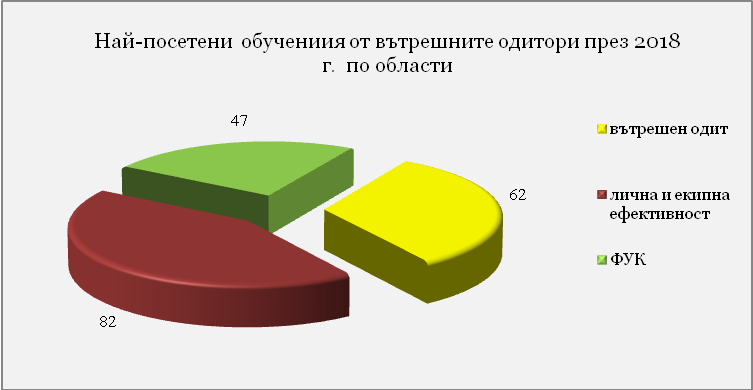 Най-посетени обучениия от вътрешните одитори през 2018
г. по области
47
62
82
вътрешен одит
лична и екипна
ефективност
ФУК